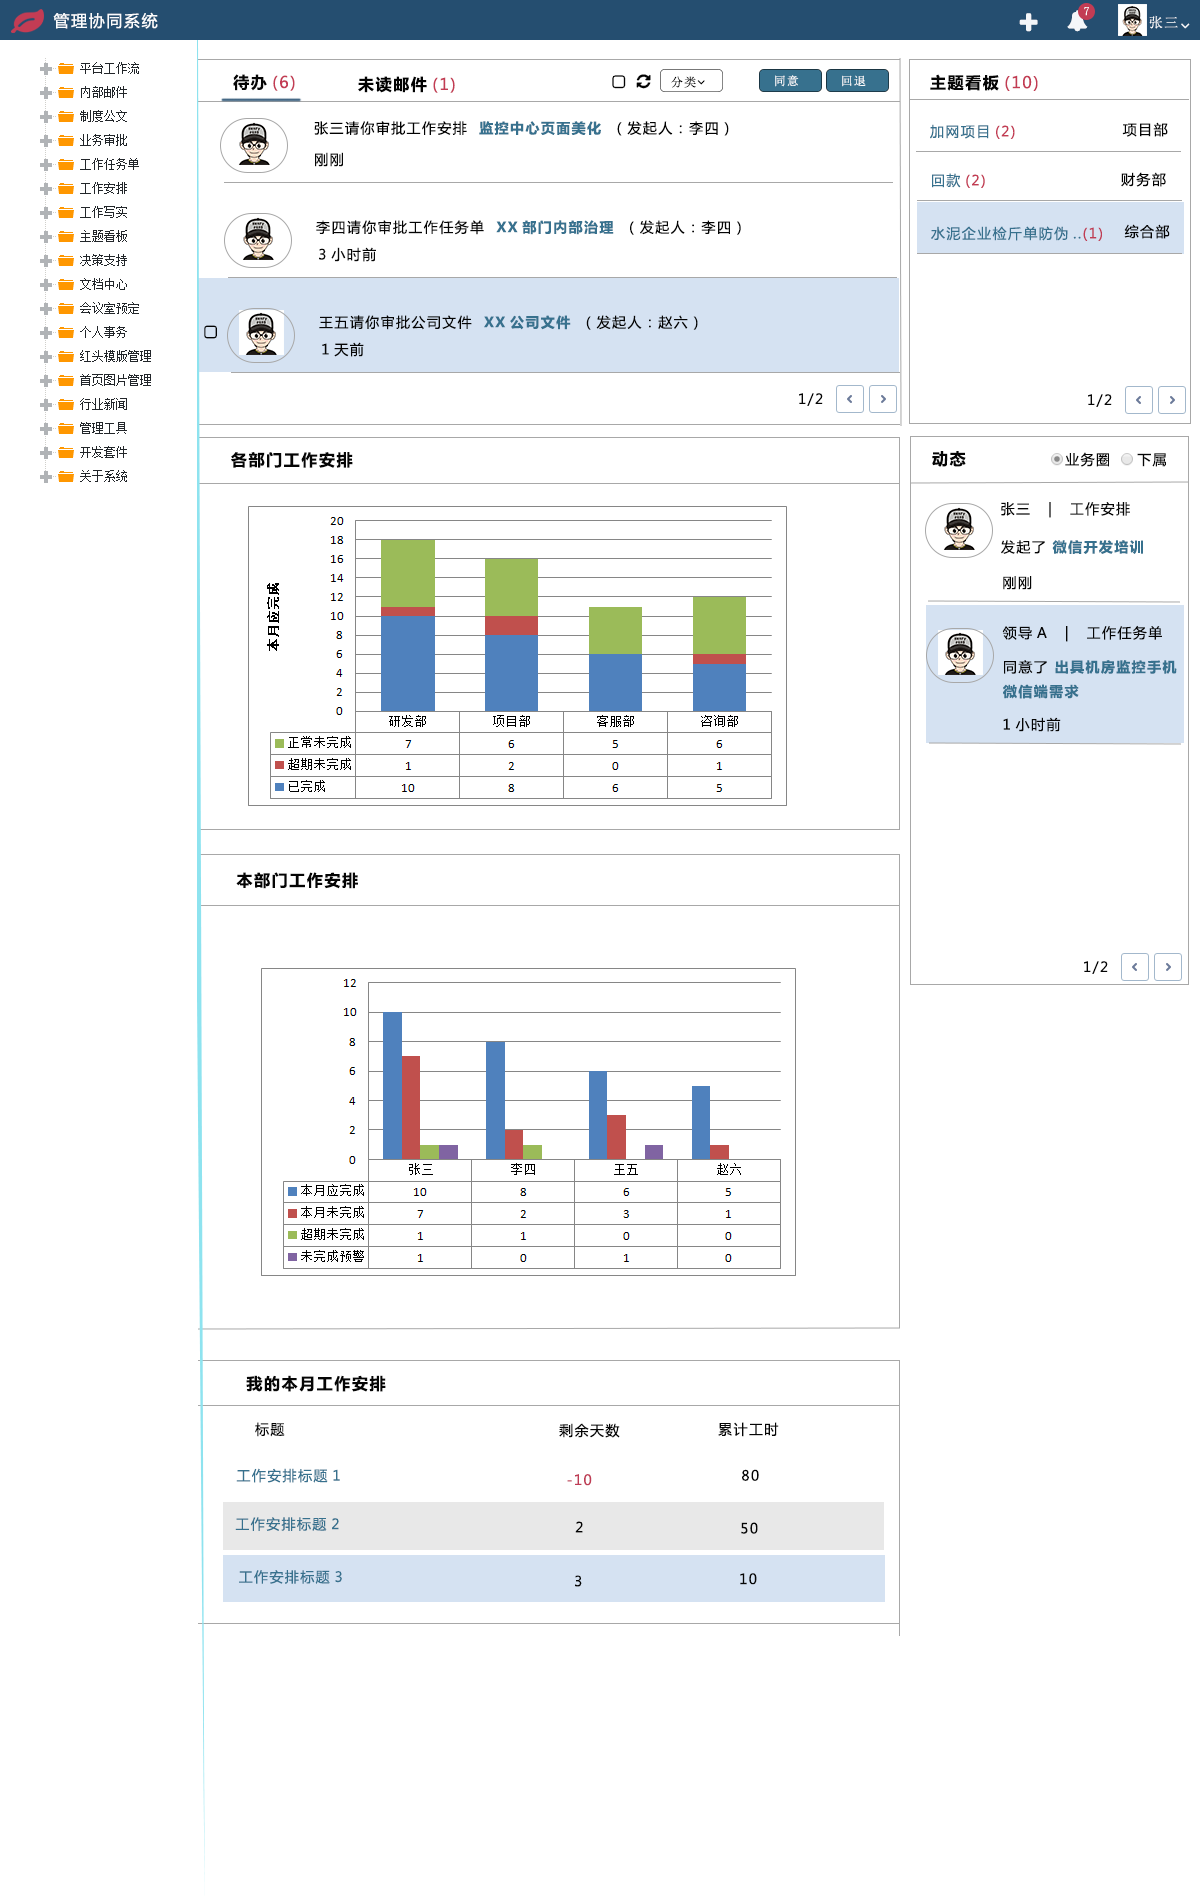 管理协同系统
7
张三
平台工作流
内部邮件
制度公文
业务审批
工作任务单
工作安排
工作写实
主题看板
决策支持
文档中心
会议室预定
个人事务
红头模版管理
首页图片管理
行业新闻
管理工具
开发套件
关于系统
待办 (6)
未读邮件 (1)
分类
同意
回退
张三请你审批工作安排 监控中心页面美化 （发起人：李四）
刚刚
李四请你审批工作任务单 XX 部门内部治理 （发起人：李四）
3 小时前
王五请你审批公司文件 XX 公司文件 （发起人：赵六）
1 天前
1/2
主题看板 (10)
加网项目 (2) 项目部
回款 (2) 财务部
水泥企业检斤单防伪 ..(1) 综合部
1/2
各部门工作安排
本月应完成
20
18
16
14
12
10
8
6
4
2
0
研发部 项目部 客服部 咨询部
正常未完成 7 6 5 6
超期未完成 1 2 0 1
已完成 10 8 6 5
动态
业务圈 下属
张三 | 工作安排
发起了 微信开发培训
刚刚
领导 A | 工作任务单
同意了 出具机房监控手机
微信端需求
1 小时前
1/2
本部门工作安排
12
10
8
6
4
2
0
张三 李四 王五 赵六
本月应完成 10 8 6 5
本月未完成 7 2 3 1
超期未完成 1 1 0 0
未完成预警 1 0 1 0
我的本月工作安排
标题 剩余天数 累计工时
工作安排标题 1 -10 80
工作安排标题 2 2 50
工作安排标题 3 3 10